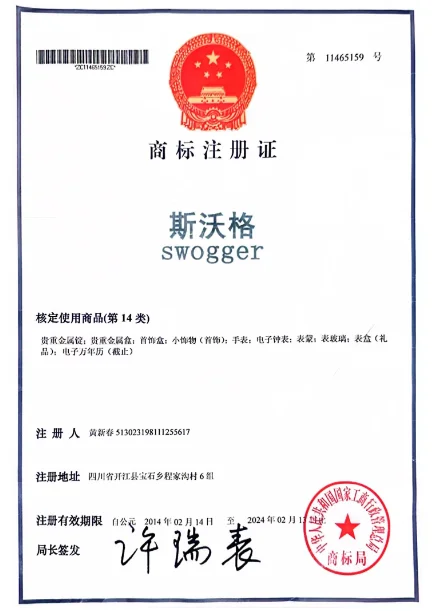 *ZC11465159ZC*
第 11465159 号
商标注册证
斯沃格
swogger
核定使用商品(第 14 类)
贵重金属锭；贵重金属盒；首饰盒；小饰物（首饰）；手表；电子钟表；表蒙；表玻璃；表盒（礼
品）；电子万年历（截止）
注 册 人 黄新春 513023198111255617
注册地址 四川省开江县宝石乡程家沟村 6 组
注册有效期限 自公元 2014 年 02 月 14 日 至 2024 年 02 月
局长签发 许瑞表
中华人民共和国国家工商行政管理总局
商标局